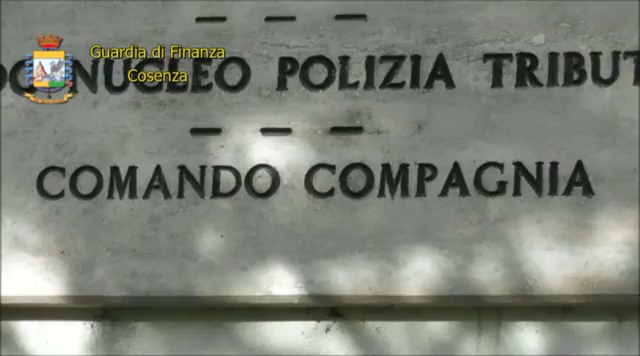 Guardia di Finanza
Cosenza
NUCLEO POLIZIA TRIBUT
COMANDO COMPAGNIA